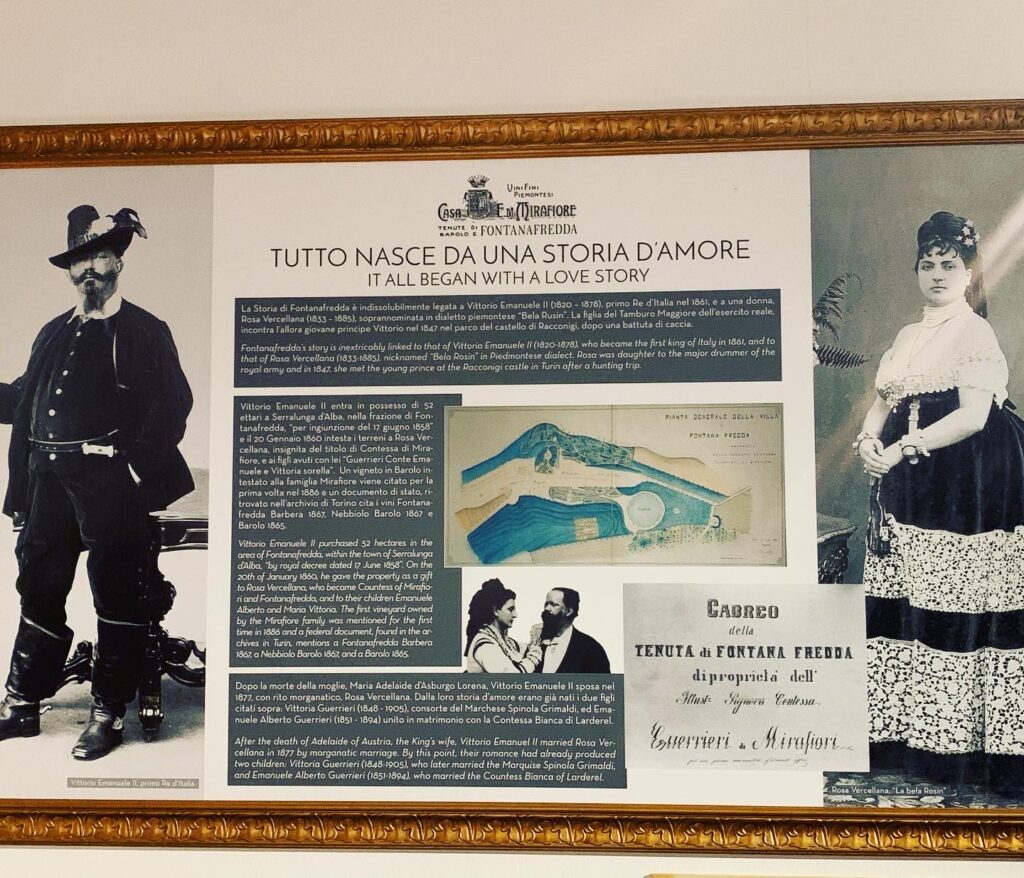 Vini Fini
Piemontesi
Casa E. di Mirafiore
Tenute di
Barolo e Fontanafredda
TUTTO NASCE DA UNA STORIA D'AMORE
IT ALL BEGAN WITH A LOVE STORY
La Storia di Fontanafredda è indissolubilmente legata a Vittorio Emanuele II (1820 - 1878), primo Re d'Italia nel 1861, e a una donna,
Rosa Vercellana (1833 - 1885), soprannominata in dialetto piemontese "Bela Rusin". La figlia del Tamburo Maggiore dell'esercito reale,
incontra l'allora giovane principe Vittorio nel 1847 nel parco del castello di Racconigi, dopo una battuta di caccia.
Fontanafredda's story is inextricably linked to that of Vittorio Emanuele II (1820-1878), who became the first king of Italy in 1861, and to
that of Rosa Vercellana (1833-1885), nicknamed "Bela Rosin" in Piedmontese dialect. Rosa was daughter to the major drummer of the
royal army and in 1847, she met the young prince at the Racconigi castle in Turin after a hunting trip.
Vittorio Emanuele II entra in possesso di 52
ettari a Serralunga d'Alba, nella frazione di Fon-
tanafredda, "per ingiunzione del 17 giugno 1858"
e il 20 Gennaio 1860 intesta i terreni a Rosa Ver-
cellana, insignita del titolo di Contessa di Mira-
fiore, e ai figli avuti con lei "Guerrieri Conte Ema-
nuele e Vittoria sorella". Un vigneto in Barolo in-
testato alla famiglia Mirafiore viene citato per la
prima volta nel 1886 e un documento di stato, ri-
trovato nell'archivio di Torino cita i vini Fontana-
fredda Barbera 1867, Nebbiolo Barolo 1867 e
Barolo 1865.
Vittorio Emanuele II purchased 52 hectares in the
area of Fontanafredda, within the town of Serralunga
d'Alba, "by royal decree dated 17 June 1858". On the
20th of January 1860, he gave the property as a gift
to Rosa Vercellana, who became Countess of Mirafio-
ri and Fontanafredda, and to their children Emanuele
Alberto and Maria Vittoria. The first vineyard owned
by the Mirafiore family was mentioned for the first
time in 1886 and a federal document, found in the ar-
chives in Turin, mentions a Fontanafredda Barbera
1867, a Nebbiolo Barolo 1867, and a Barolo 1865.
PIANTA GENERALE DELLA VILLA
FONTANA FREDDA
CABREO
della
TENUTA di FONTANA FREDDA
di proprietà dell'
Illust. Signora Contessa
Guerrieri di Mirafiori
Dopo la morte della moglie, Maria Adelaide d'Asburgo Lorena, Vittorio Emanuele II sposa nel
1877, con rito morganatico, Rosa Vercellana. Dalla loro storia d'amore erano già nati i due figli
citati sopra: Vittoria Guerrieri (1848 - 1905), consorte del Marchese Spinola Grimaldi, ed Ema-
nuele Alberto Guerrieri (1851 - 1894) unito in matrimonio con la Contessa Bianca di Larderel.
After the death of Adelaide of Austria, the King's wife, Vittorio Emanuel II married Rosa Ver-
cellana in 1877 by morganatic marriage. By this point, their romance had already produced
two children: Vittoria Guerrieri (1848-1905), who later married the Marquise Spinola Grimaldi,
and Emanuele Alberto Guerrieri (1851-1894), who married the Countess Bianca of Larderel.
Vittorio Emanuele II, primo Re d'Italia
Rosa Vercellana, "La bela Rosin"